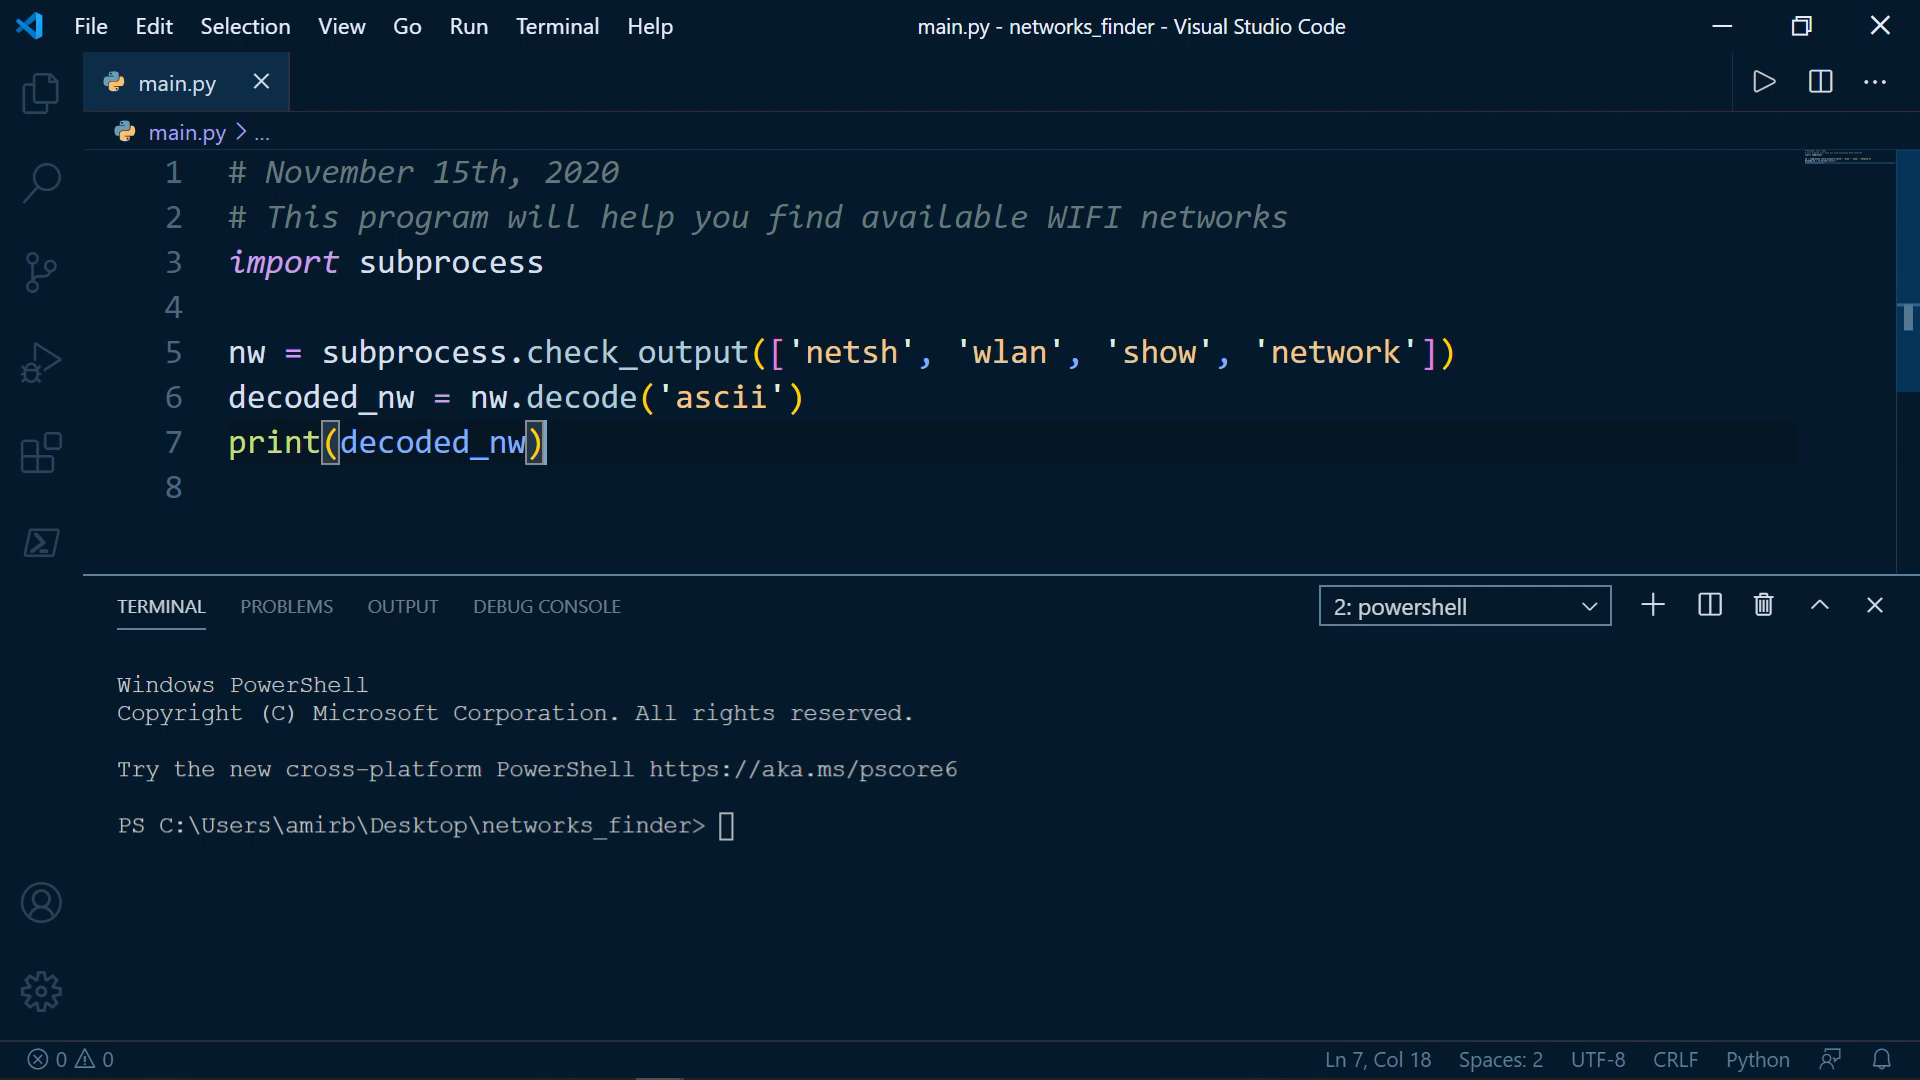 File Edit Selection View Go Run Terminal Help main.py - networks_finder - Visual Studio Code
main.py
main.py > ...
1 # November 15th, 2020
2 # This program will help you find available WIFI networks
3 import subprocess
4
5 nw = subprocess.check_output(['netsh', 'wlan', 'show', 'network'])
6 decoded_nw = nw.decode('ascii')
7 print(decoded_nw)
8
TERMINAL PROBLEMS OUTPUT DEBUG CONSOLE 2: powershell
Windows PowerShell
Copyright (C) Microsoft Corporation. All rights reserved.
Try the new cross-platform PowerShell https://aka.ms/pscore6
PS C:\Users\amirb\Desktop\networks_finder>
0 0 Ln 7, Col 18 Spaces: 2 UTF-8 CRLF Python